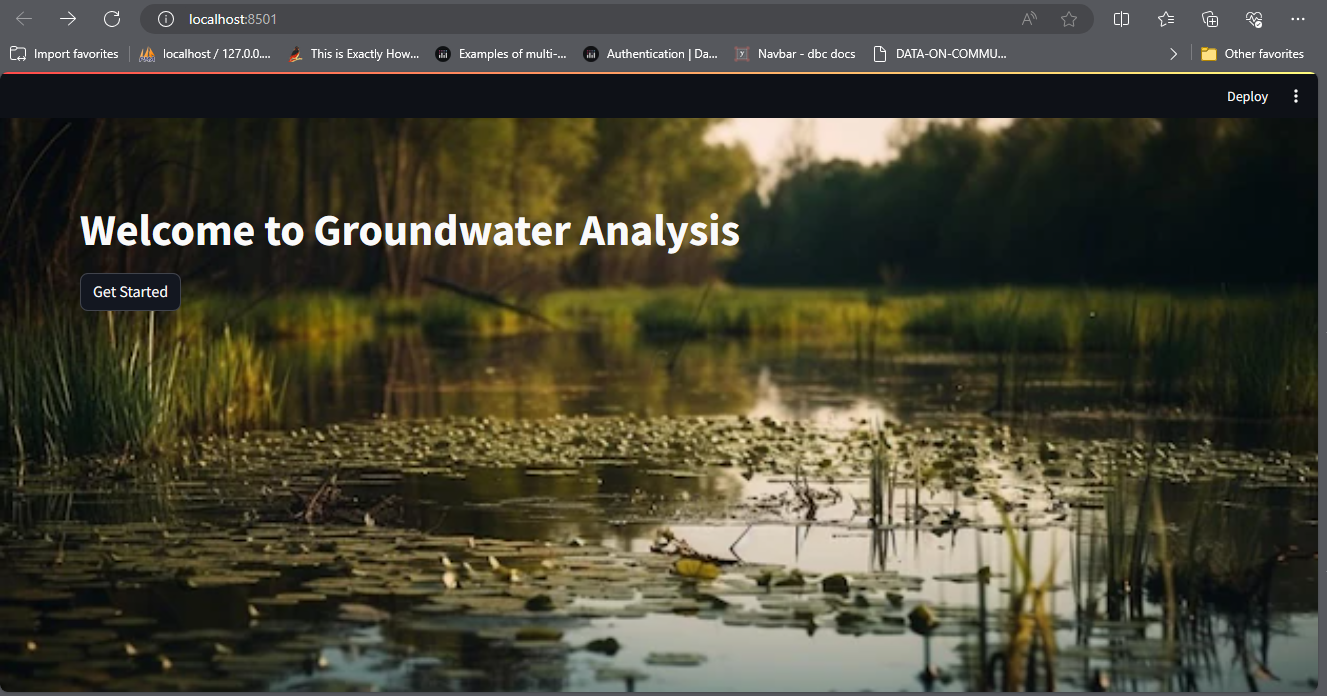 localhost:8501
Import favorites
localhost / 127.0.0....
This is Exactly How...
Examples of multi-...
Authentication | Da...
Navbar - dbc docs
DATA-ON-COMMU...
Other favorites
Deploy
Welcome to Groundwater Analysis
Get Started